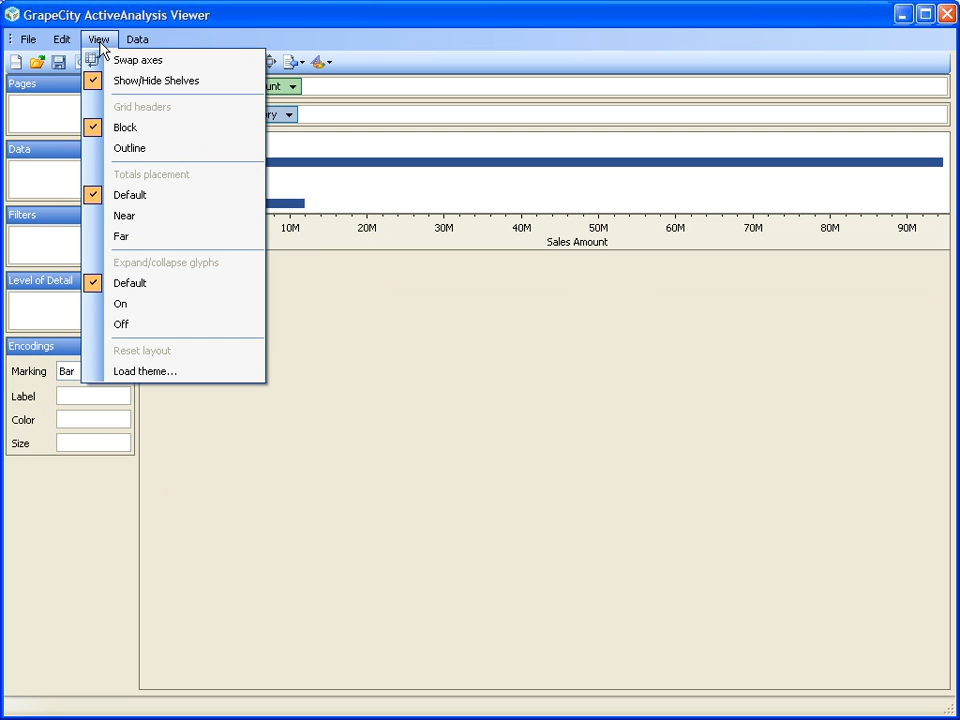 GrapeCity ActiveAnalysis Viewer
File Edit View Data
Swap axes
Show/Hide Shelves
Grid headers
Block
Outline
Totals placement
Default
Near
Far
Expand/collapse glyphs
Default
On
Off
Reset layout
Load theme...
Pages
Data
Filters
Level of Detail
Encodings
Marking Bar
Label
Color
Size
unt
ry
10M 20M 30M 40M 50M 60M 70M 80M 90M
Sales Amount